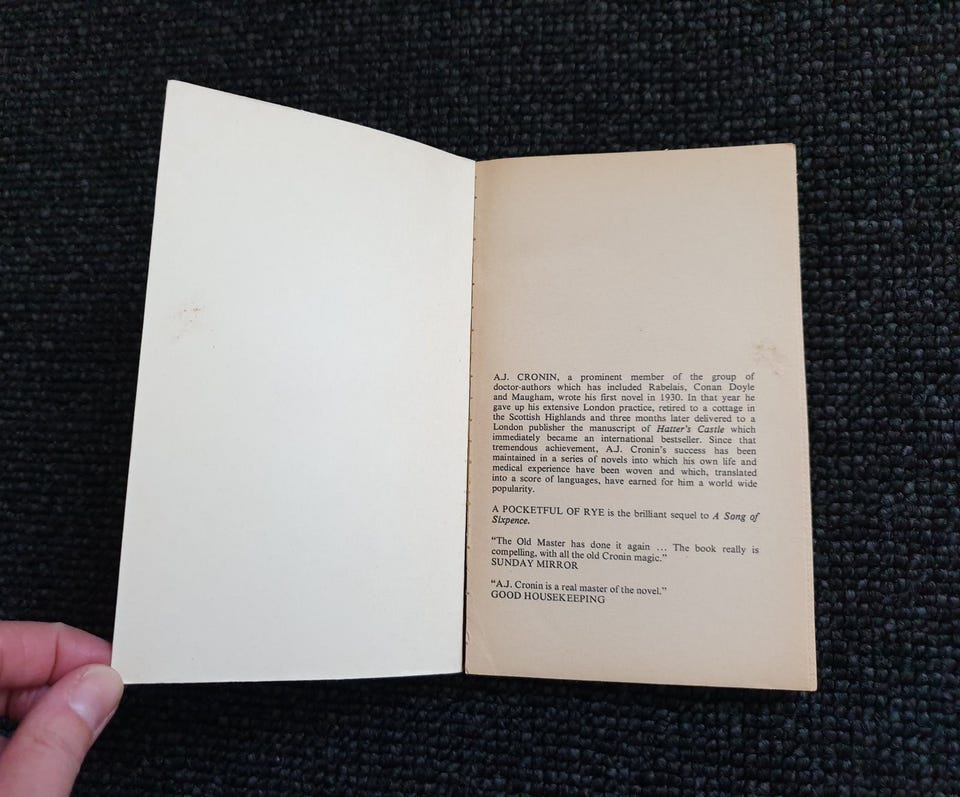 A.J. CRONIN, a prominent member of the group of
doctor-authors which has included Rabelais, Conan Doyle
and Maugham, wrote his first novel in 1930. In that year he
gave up his extensive London practice, retired to a cottage in
the Scottish Highlands and three months later delivered to a
London publisher the manuscript of Hatter's Castle which
immediately became an international bestseller. Since that
tremendous achievement, A.J. Cronin's success has been
maintained in a series of novels into which his own life and
medical experience have been woven and which, translated
into a score of languages, have earned for him a world wide
popularity.
A POCKETFUL OF RYE is the brilliant sequel to A Song of
Sixpence.
"The Old Master has done it again ... The book really is
compelling, with all the old Cronin magic."
SUNDAY MIRROR
"A.J. Cronin is a real master of the novel."
GOOD HOUSEKEEPING